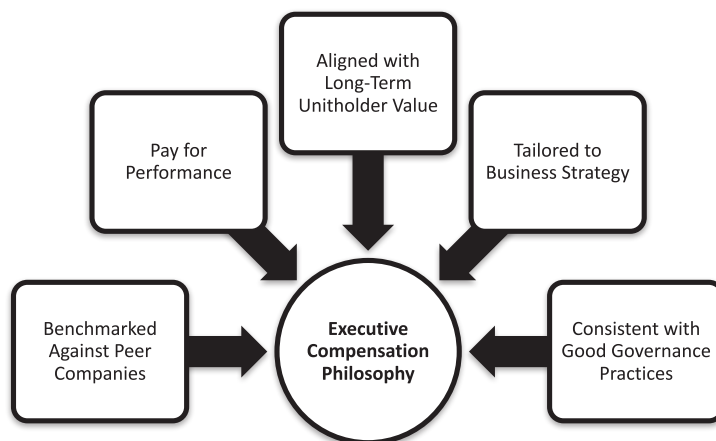 Aligned with
Long-Term
Unitholder Value
Pay for
Performance
Tailored to
Business Strategy
Benchmarked
Against Peer
Companies
Executive
Compensation
Philosophy
Consistent with
Good Governance
Practices